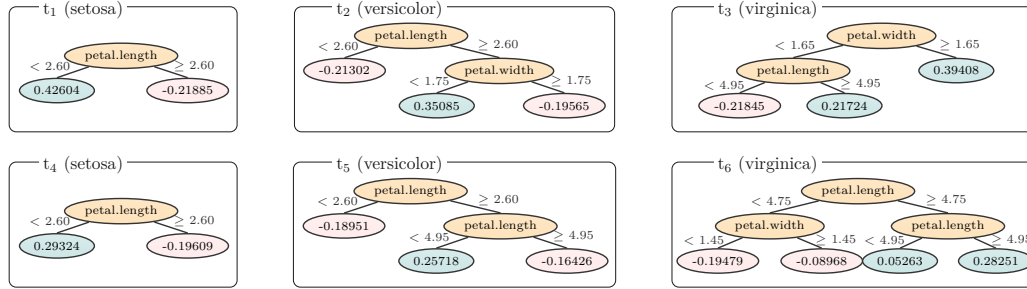 t1 (setosa)
petal.length
< 2.60
≥ 2.60
0.42604
-0.21885
t2 (versicolor)
petal.length
< 2.60
≥ 2.60
-0.21302
petal.width
< 1.75
≥ 1.75
0.35085
-0.19565
t3 (virginica)
petal.width
< 1.65
≥ 1.65
petal.length
0.39408
< 4.95
≥ 4.95
-0.21845
0.21724
t4 (setosa)
petal.length
< 2.60
≥ 2.60
0.29324
-0.19609
t5 (versicolor)
petal.length
< 2.60
≥ 2.60
-0.18951
petal.length
< 4.95
≥ 4.95
0.25718
-0.16426
t6 (virginica)
petal.length
< 4.75
≥ 4.75
petal.width
petal.length
< 1.45
≥ 1.45
< 4.95
≥ 4.95
-0.19479
-0.08968
0.05263
0.28251